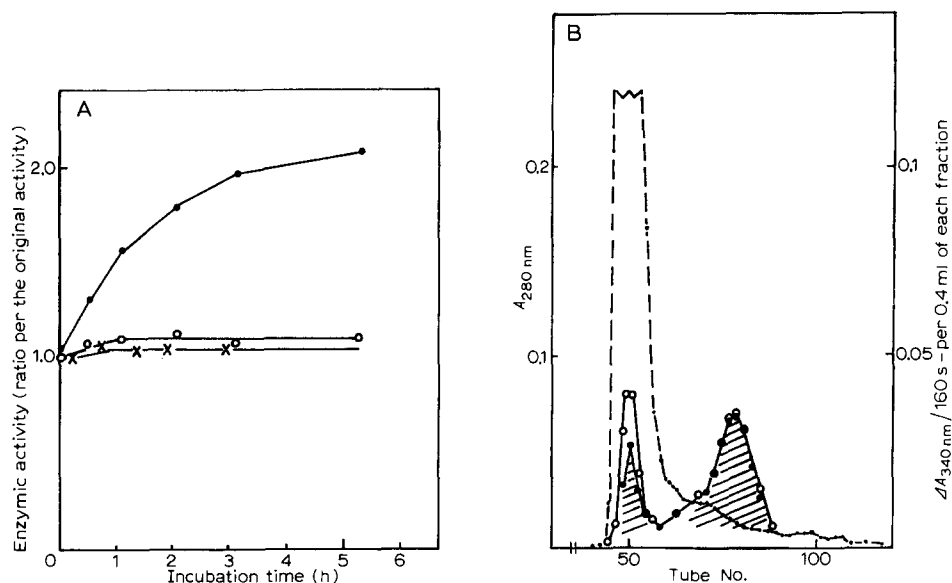 A
Enzymic activity (ratio per the original activity)
2.0
1.0
0
0 1 2 3 4 5 6
Incubation time (h)
B
A280 nm
0.2
0.1
50 100
Tube No.
0.1
0.05
ΔA340 nm/160 s - per 0.4 ml of each fraction